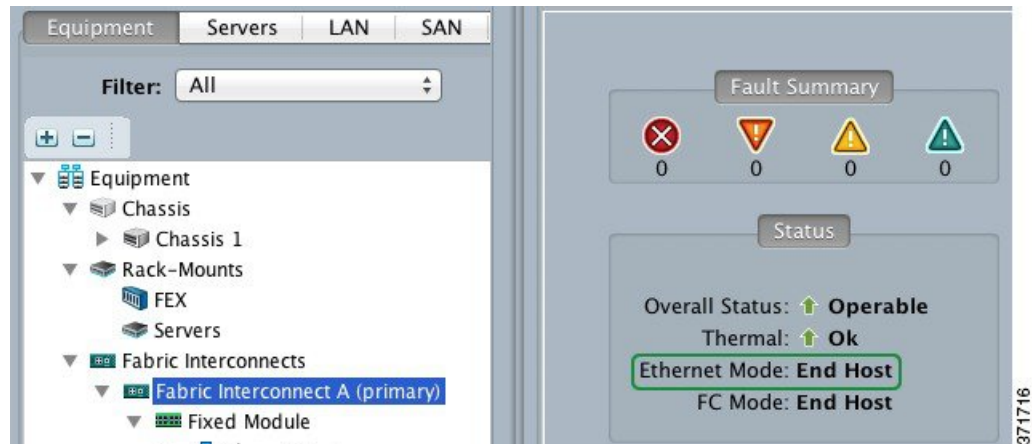 Equipment Servers LAN SAN
Filter: All
Equipment
Chassis
Chassis 1
Rack-Mounts
FEX
Servers
Fabric Interconnects
Fabric Interconnect A (primary)
Fixed Module
Fault Summary
0 0 0 0
Status
Overall Status: Operable
Thermal: Ok
Ethernet Mode: End Host
FC Mode: End Host
371716